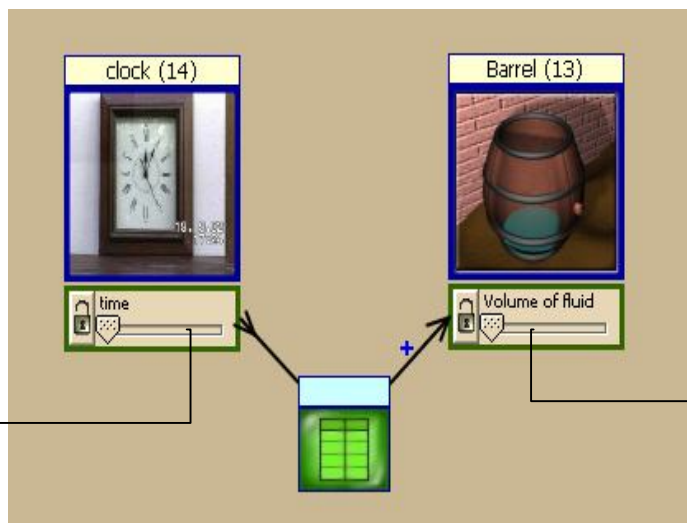 clock (14)
Barrel (13)
time
Volume of fluid
+